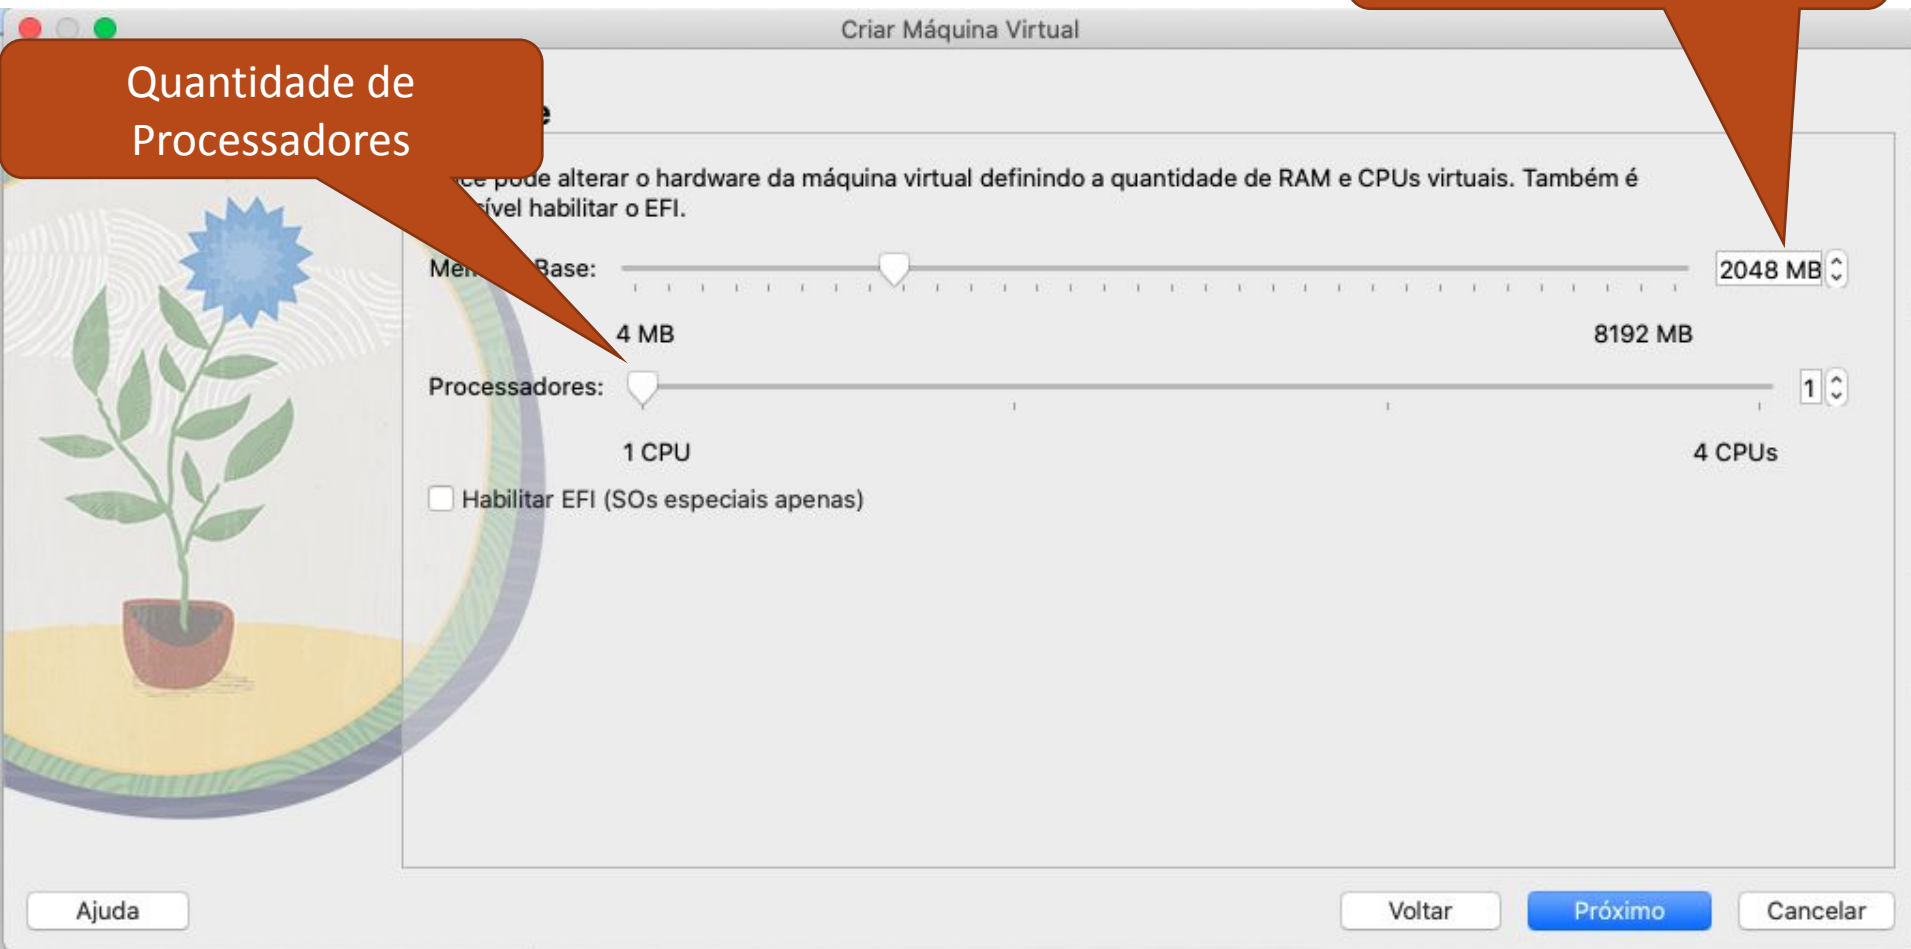 Criar Máquina Virtual
Quantidade de
Processadores
pode alterar o hardware da máquina virtual definindo a quantidade de RAM e CPUs virtuais. Também é
habilitar o EFI.
Base:
2048 MB
4 MB
8192 MB
Processadores:
1
1 CPU
4 CPUs
Habilitar EFI (SOs especiais apenas)
Ajuda
Voltar
Próximo
Cancelar